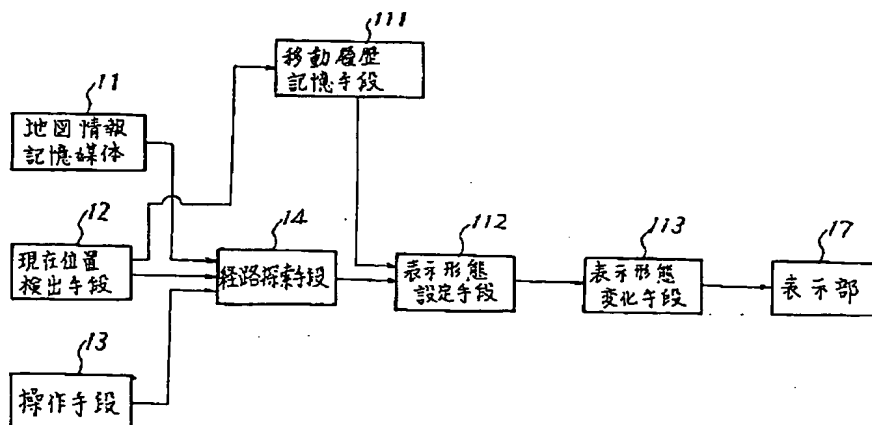 111
移動履歴
記憶手段
11
地図情報
記憶媒体
12
現在位置
検出手段
14
経路探索手段
112
表示形態
設定手段
113
表示形態
変化手段
17
表示部
13
操作手段